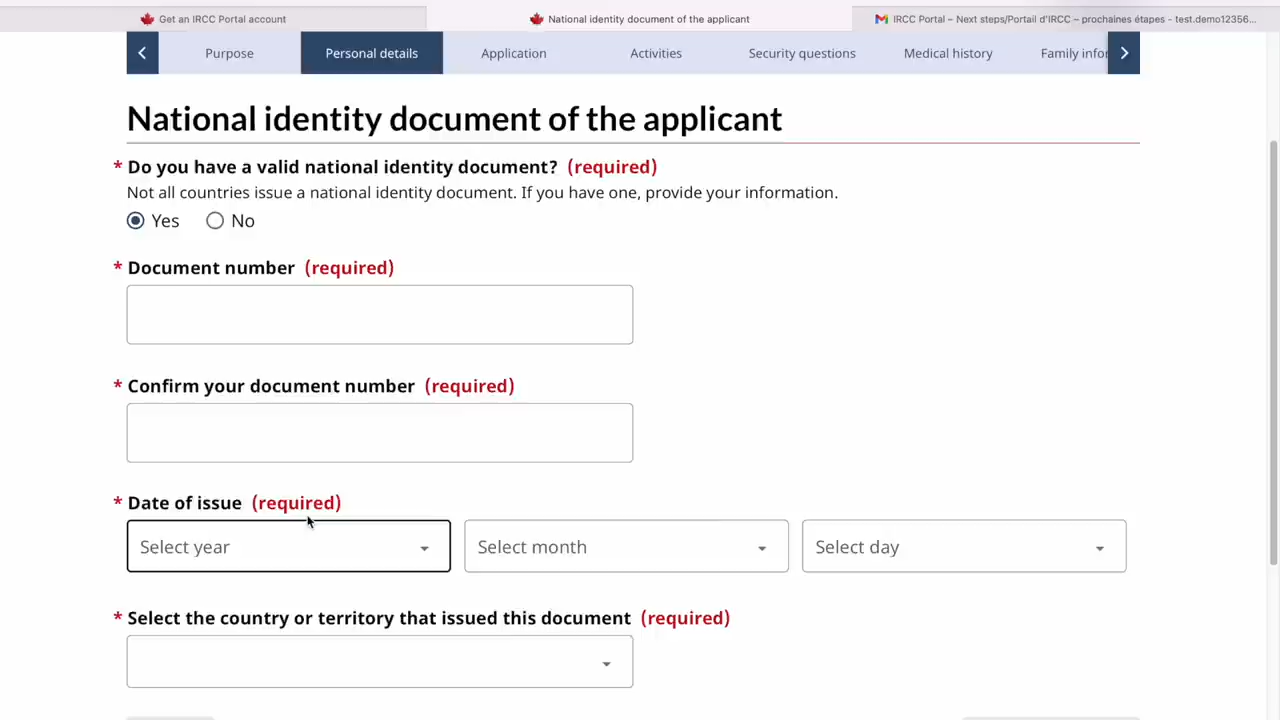 Get an IRCC Portal account
National identity document of the applicant
IRCC Portal – Next steps/Portail d'IRCC – prochaines étapes - test.demo12356...
Purpose
Personal details
Application
Activities
Security questions
Medical history
Family infor
National identity document of the applicant
* Do you have a valid national identity document? (required)
Not all countries issue a national identity document. If you have one, provide your information.
Yes
No
* Document number (required)
* Confirm your document number (required)
* Date of issue (required)
Select year
Select month
Select day
* Select the country or territory that issued this document (required)